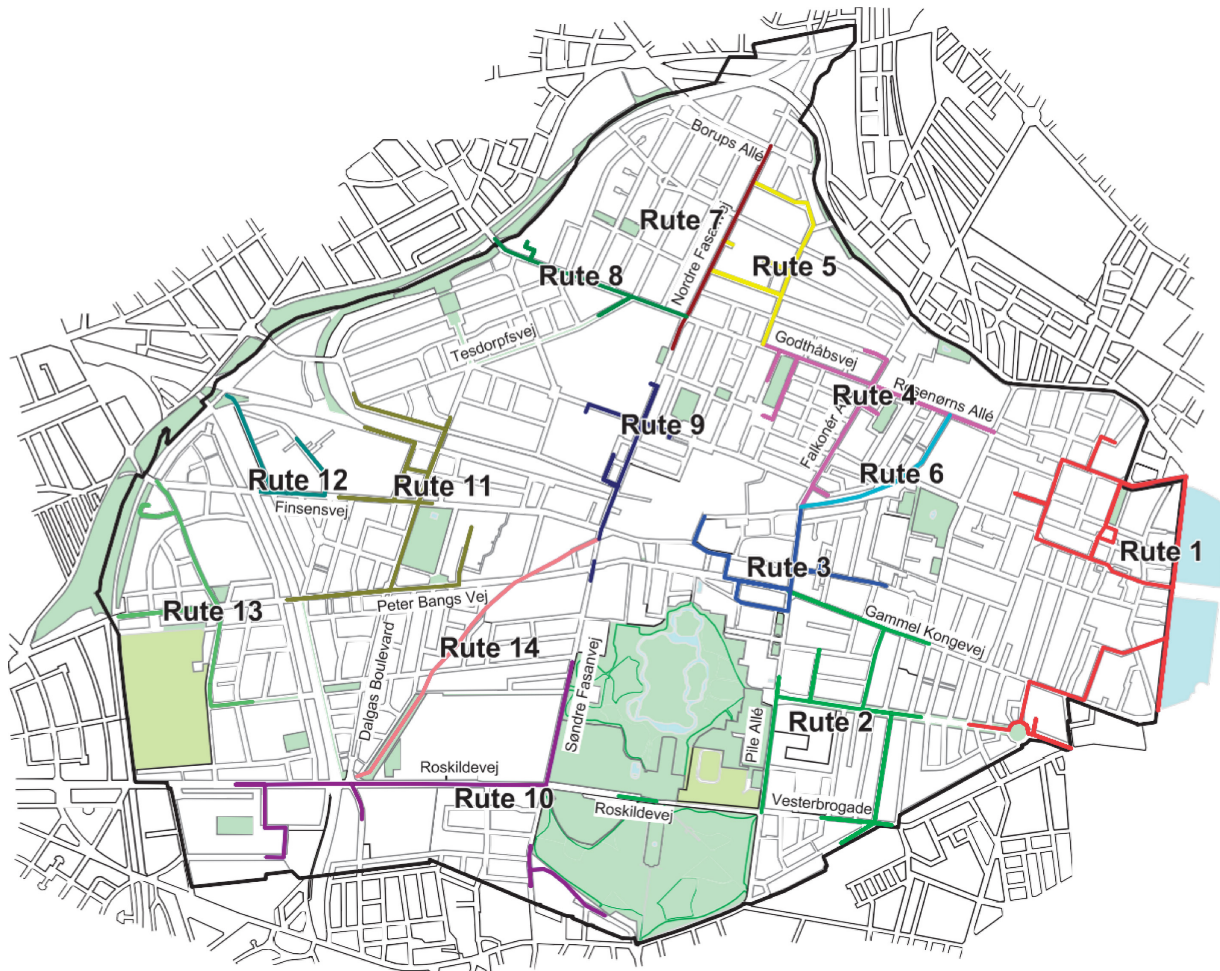 Borups Allé
Rute 7
Nordre Fasanvej
Rute 5
Rute 8
Tesdorpfsvej
Godthåbsvej
Rute 4
Rosenørns Allé
Rute 9
Falkoner A
Rute 6
Rute 12
Rute 11
Finsensvej
Rute 1
Rute 3
Rute 13
Peter Bangs Vej
Gammel Kongevej
Rute 14
Dalgas Boulevard
Søndre Fasanvej
Pile Allé
Rute 2
Roskildevej
Rute 10
Roskildevej
Vesterbrogade